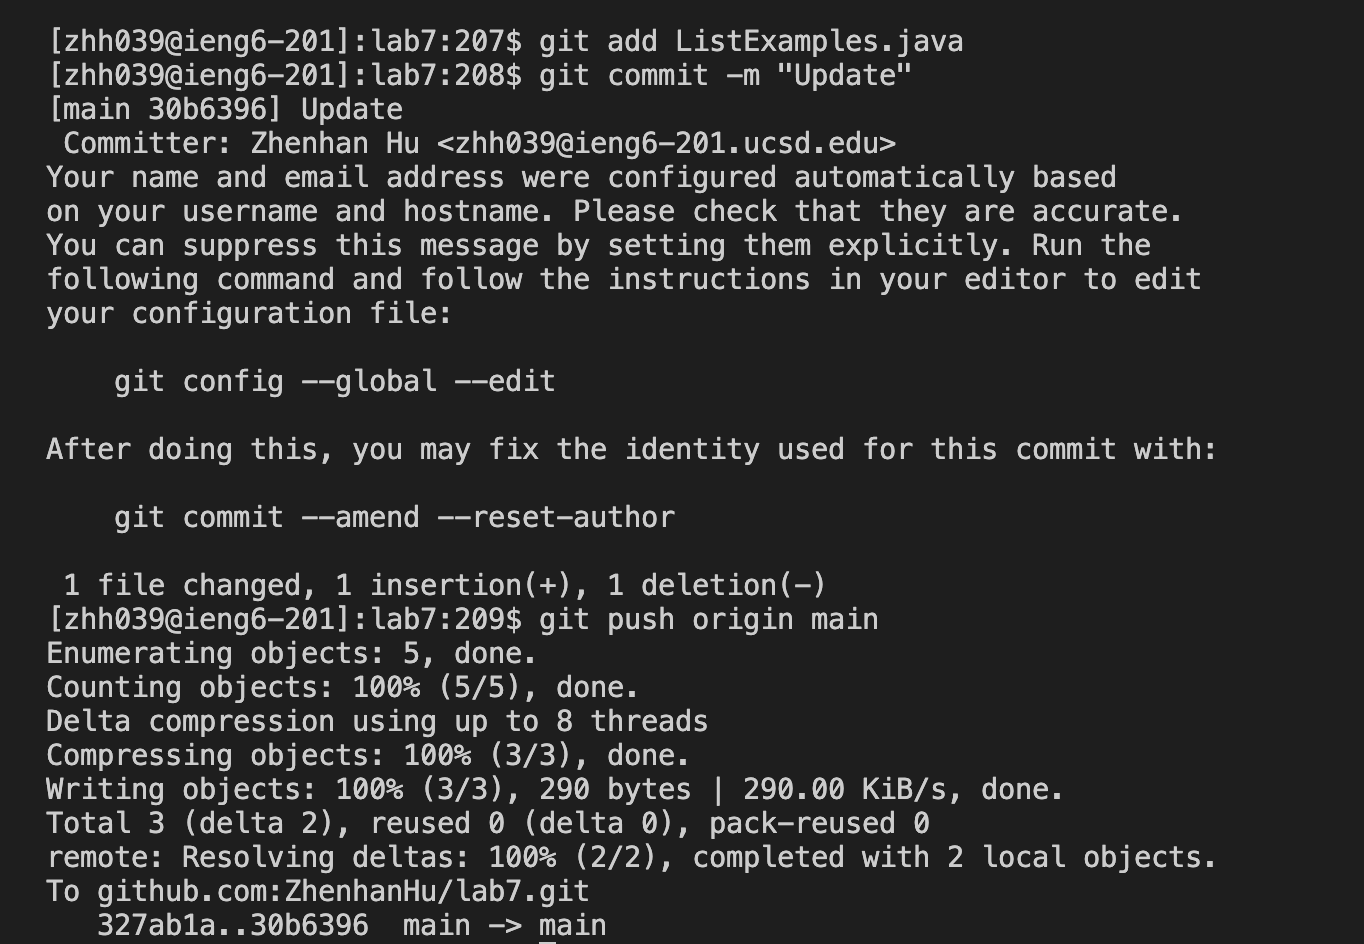 [zhh039@ieng6-201]:lab7:207$ git add ListExamples.java
[zhh039@ieng6-201]:lab7:208$ git commit -m "Update"
[main 30b6396] Update
 Committer: Zhenhan Hu <zhh039@ieng6-201.ucsd.edu>
Your name and email address were configured automatically based
on your username and hostname. Please check that they are accurate.
You can suppress this message by setting them explicitly. Run the
following command and follow the instructions in your editor to edit
your configuration file:

    git config --global --edit

After doing this, you may fix the identity used for this commit with:

    git commit --amend --reset-author

 1 file changed, 1 insertion(+), 1 deletion(-)
[zhh039@ieng6-201]:lab7:209$ git push origin main
Enumerating objects: 5, done.
Counting objects: 100% (5/5), done.
Delta compression using up to 8 threads
Compressing objects: 100% (3/3), done.
Writing objects: 100% (3/3), 290 bytes | 290.00 KiB/s, done.
Total 3 (delta 2), reused 0 (delta 0), pack-reused 0
remote: Resolving deltas: 100% (2/2), completed with 2 local objects.
To github.com:ZhenhanHu/lab7.git
   327ab1a..30b6396  main -> main